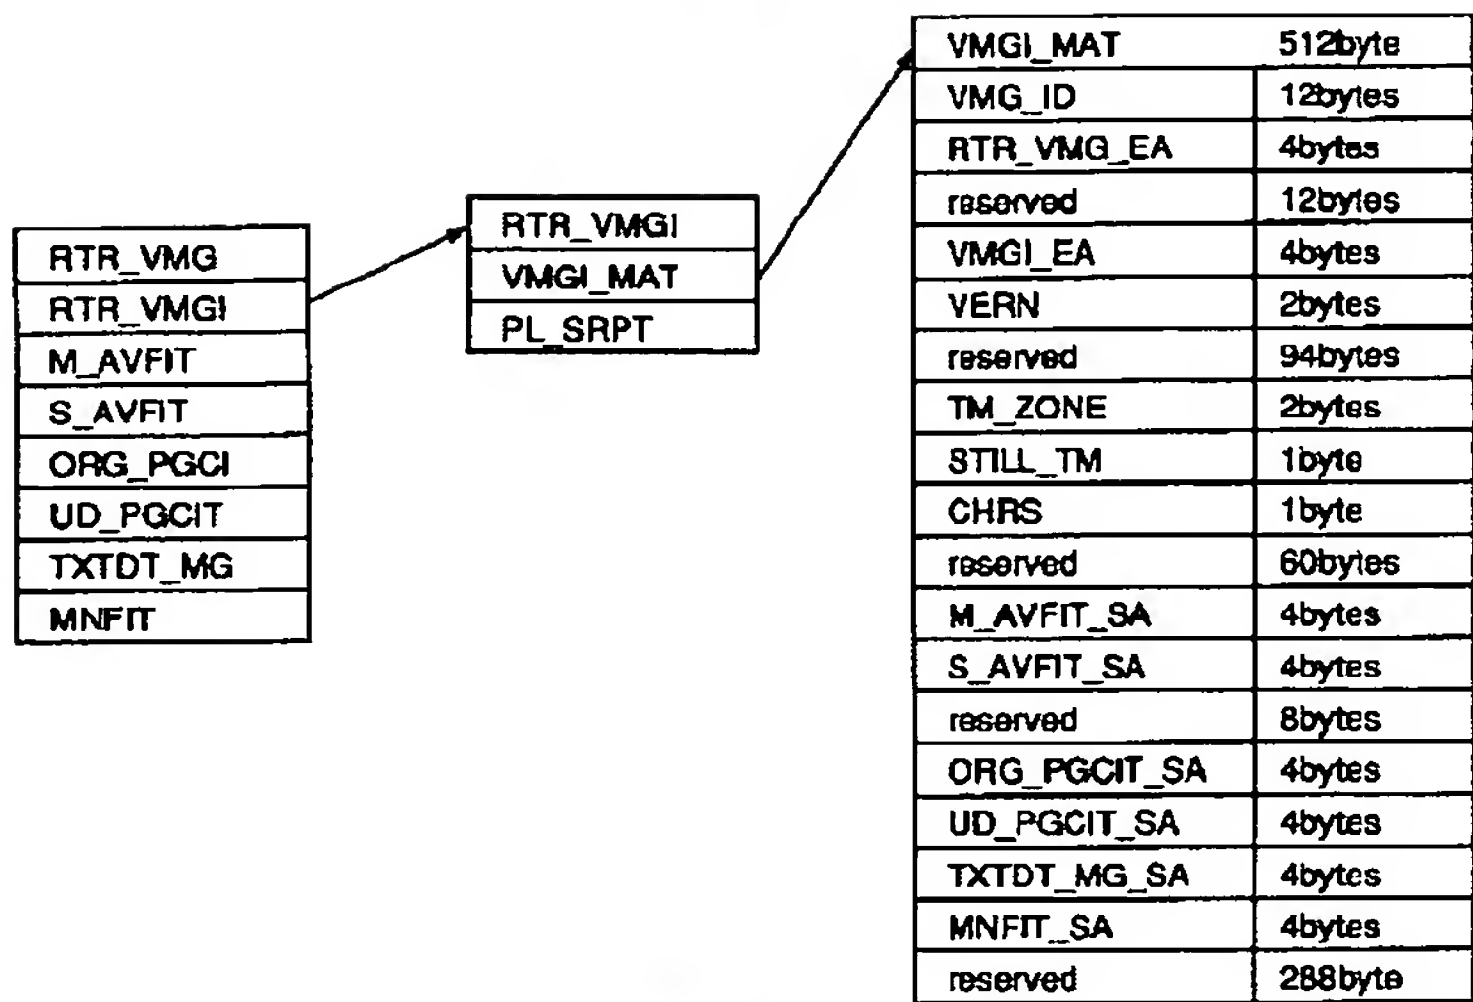 RTR_VMG
RTR_VMGI
M_AVFIT
S_AVFIT
ORG_PGCI
UD_PGCIT
TXTDT_MG
MNFIT
RTR_VMGI
VMGI_MAT
PL_SRPT
VMGI_MAT 512byte
VMG_ID 12bytes
RTR_VMG_EA 4bytes
reserved 12bytes
VMGI_EA 4bytes
VERN 2bytes
reserved 94bytes
TM_ZONE 2bytes
STILL_TM 1byte
CHRS 1byte
reserved 60bytes
M_AVFIT_SA 4bytes
S_AVFIT_SA 4bytes
reserved 8bytes
ORG_PGCIT_SA 4bytes
UD_PGCIT_SA 4bytes
TXTDT_MG_SA 4bytes
MNFIT_SA 4bytes
reserved 288byte